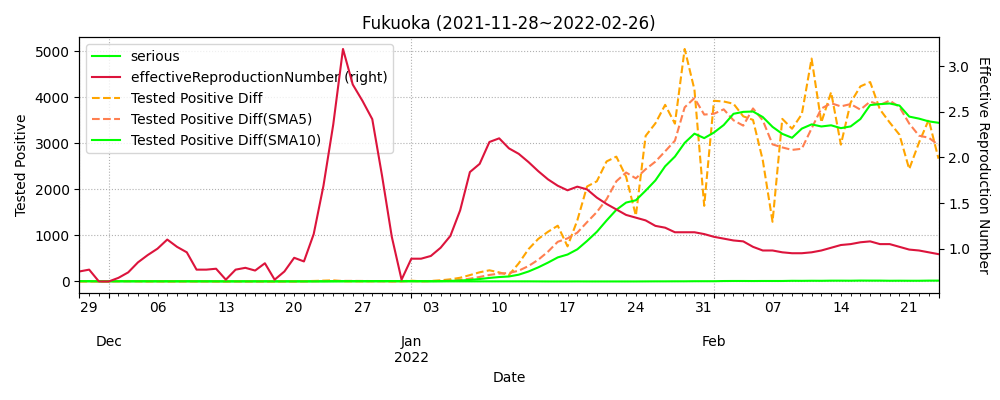 Fukuoka (2021-11-28~2022-02-26)
serious
effectiveReproductionNumber (right)
Tested Positive Diff
Tested Positive Diff(SMA5)
Tested Positive Diff(SMA10)
Tested Positive
5000
4000
3000
2000
1000
0
Effective Reproduction Number
3.0
2.5
2.0
1.5
1.0
29 06 13 20 27 03 10 17 24 31 07 14 21
Dec Jan Feb
2022
Date